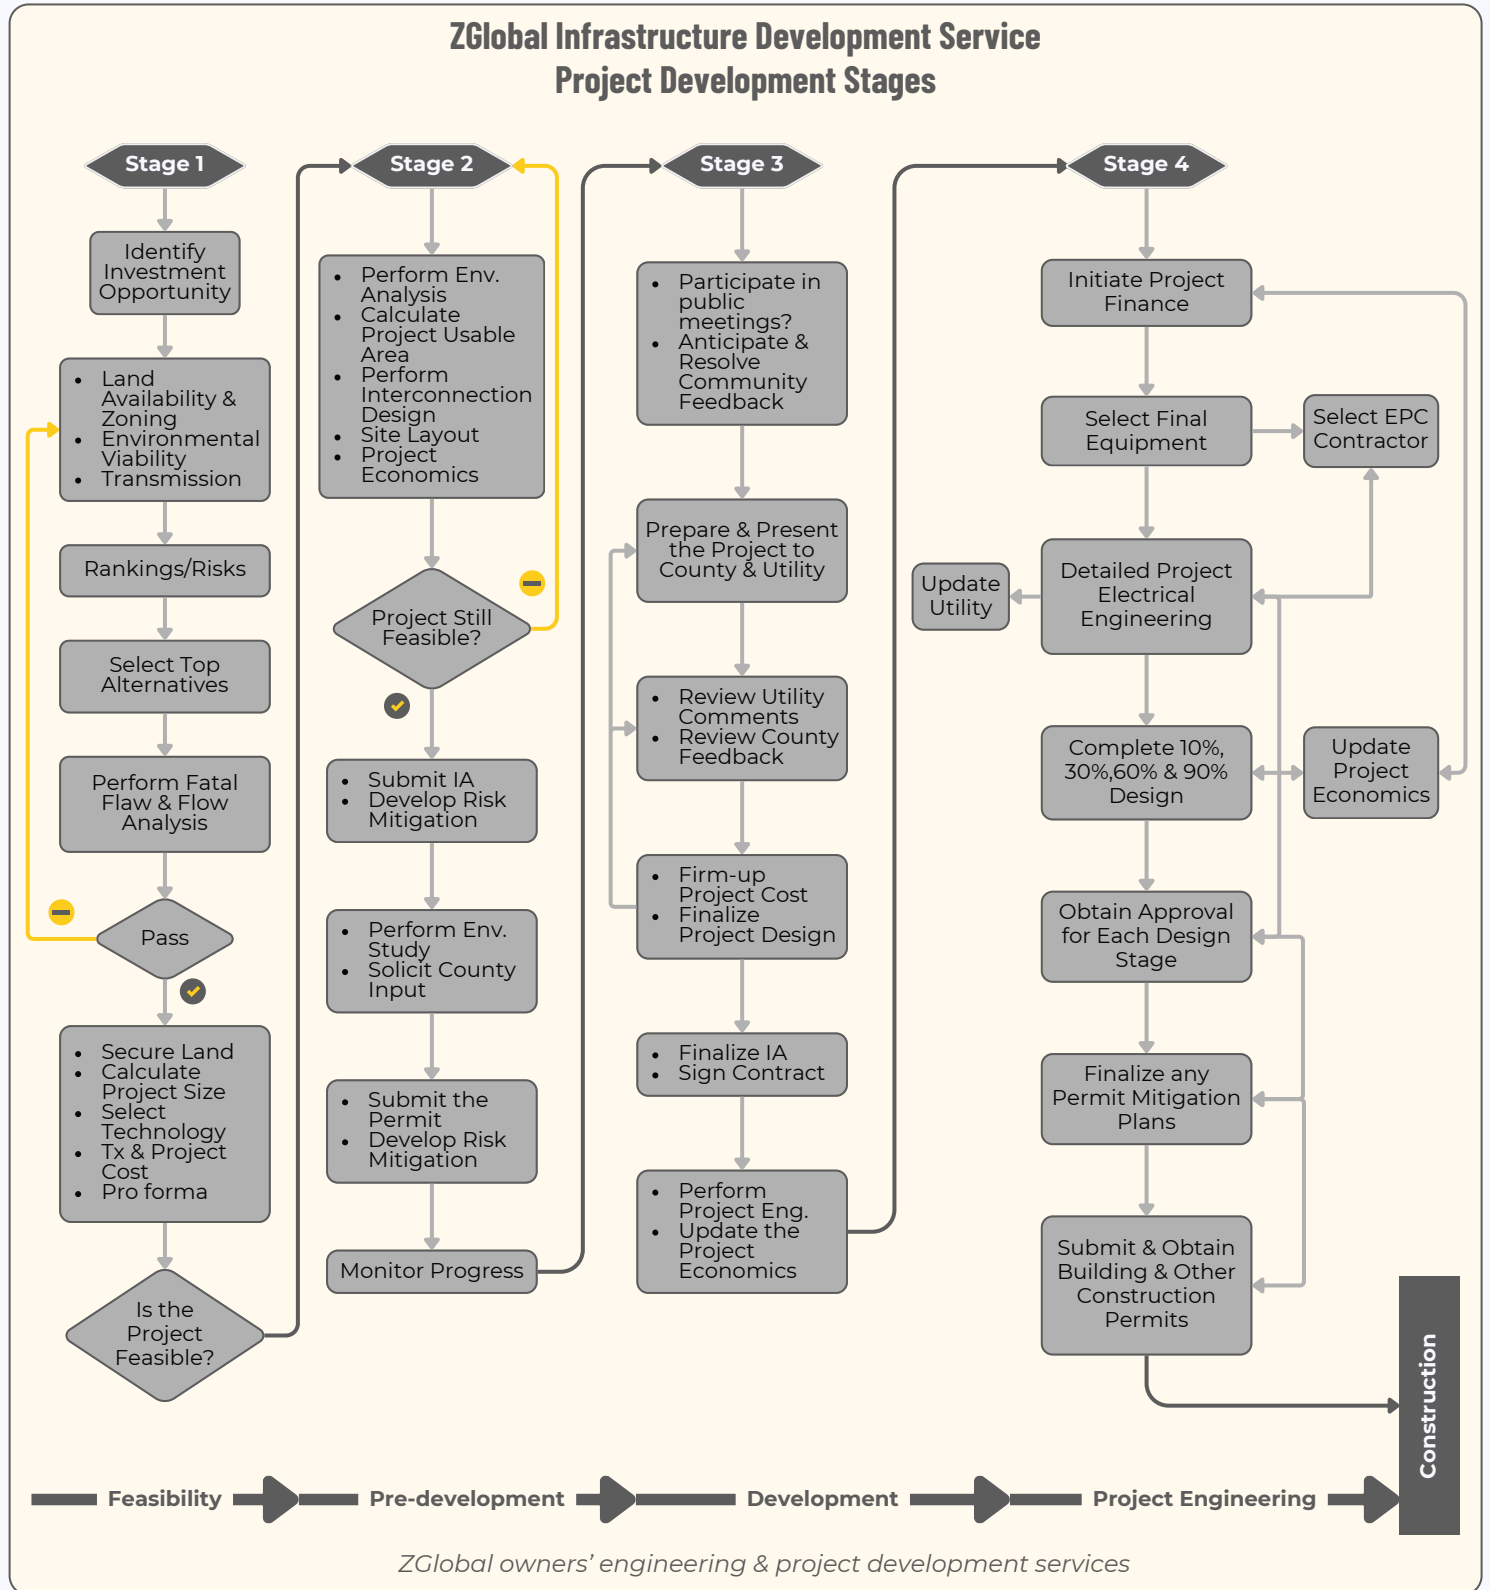 ZGlobal Infrastructure Development Service
Project Development Stages
Stage 1
Identify
Investment
Opportunity
• Land
Availability &
Zoning
• Environmental
Viability
• Transmission
Rankings/Risks
Select Top
Alternatives
Perform Fatal
Flaw & Flow
Analysis
Pass
• Secure Land
• Calculate
Project Size
• Select
Technology
• Tx & Project
Cost
• Pro forma
Is the
Project
Feasible?
Stage 2
• Perform Env.
Analysis
• Calculate
Project Usable
Area
• Perform
Interconnection
Design
• Site Layout
• Project
Economics
Project Still
Feasible?
• Submit IA
• Develop Risk
Mitigation
• Perform Env.
Study
• Solicit County
Input
• Submit the
Permit
• Develop Risk
Mitigation
Monitor Progress
Stage 3
• Participate in
public
meetings?
• Anticipate &
Resolve
Community
Feedback
Prepare & Present
the Project to
County & Utility
• Review Utility
Comments
• Review County
Feedback
• Firm-up
Project Cost
• Finalize
Project Design
• Finalize IA
• Sign Contract
• Perform
Project Eng.
• Update the
Project
Economics
Stage 4
Initiate Project
Finance
Select Final
Equipment
Select EPC
Contractor
Detailed Project
Electrical
Engineering
Update
Utility
Complete 10%,
30%,60% & 90%
Design
Update
Project
Economics
Obtain Approval
for Each Design
Stage
Finalize any
Permit Mitigation
Plans
Submit & Obtain
Building & Other
Construction
Permits
Construction
Feasibility
Pre-development
Development
Project Engineering
ZGlobal owners’ engineering & project development services